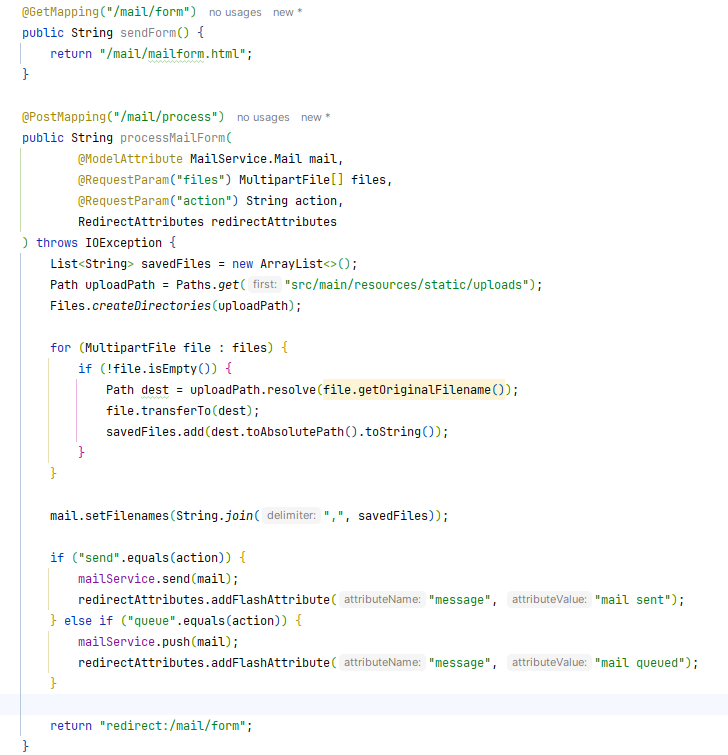 @GetMapping("/mail/form") no usages new *
public String sendForm() {
    return "/mail/mailform.html";
}

@PostMapping("/mail/process") no usages new *
public String processMailForm(
        @ModelAttribute MailService.Mail mail,
        @RequestParam("files") MultipartFile[] files,
        @RequestParam("action") String action,
        RedirectAttributes redirectAttributes
) throws IOException {
    List<String> savedFiles = new ArrayList<>();
    Path uploadPath = Paths.get( first: "src/main/resources/static/uploads");
    Files.createDirectories(uploadPath);

    for (MultipartFile file : files) {
        if (!file.isEmpty()) {
            Path dest = uploadPath.resolve(file.getOriginalFilename());
            file.transferTo(dest);
            savedFiles.add(dest.toAbsolutePath().toString());
        }
    }

    mail.setFilenames(String.join( delimiter: ",", savedFiles));

    if ("send".equals(action)) {
        mailService.send(mail);
        redirectAttributes.addFlashAttribute( attributeName: "message", attributeValue: "mail sent");
    } else if ("queue".equals(action)) {
        mailService.push(mail);
        redirectAttributes.addFlashAttribute( attributeName: "message", attributeValue: "mail queued");
    }

    return "redirect:/mail/form";
}